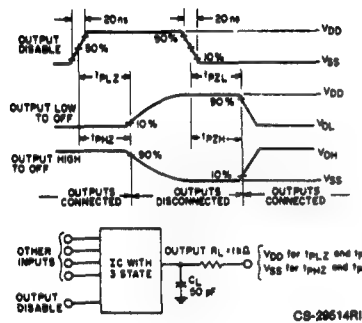 20ns
20ns
OUTPUT
DISABLE
90%
90%
10%
VDD
VSS
tPLZ
tPZL
OUTPUT LOW
TO OFF
10%
90%
VDD
VOL
tPHZ
tPZH
OUTPUT HIGH
TO OFF
90%
10%
VOH
VSS
OUTPUTS
CONNECTED
OUTPUTS
DISCONNECTED
OUTPUTS
CONNECTED
OTHER
INPUTS
IC WITH
3 STATE
OUTPUT
DISABLE
OUTPUT RL = 1kΩ
CL
50 pF
VDD for tPLZ and
VSS for tPHZ and